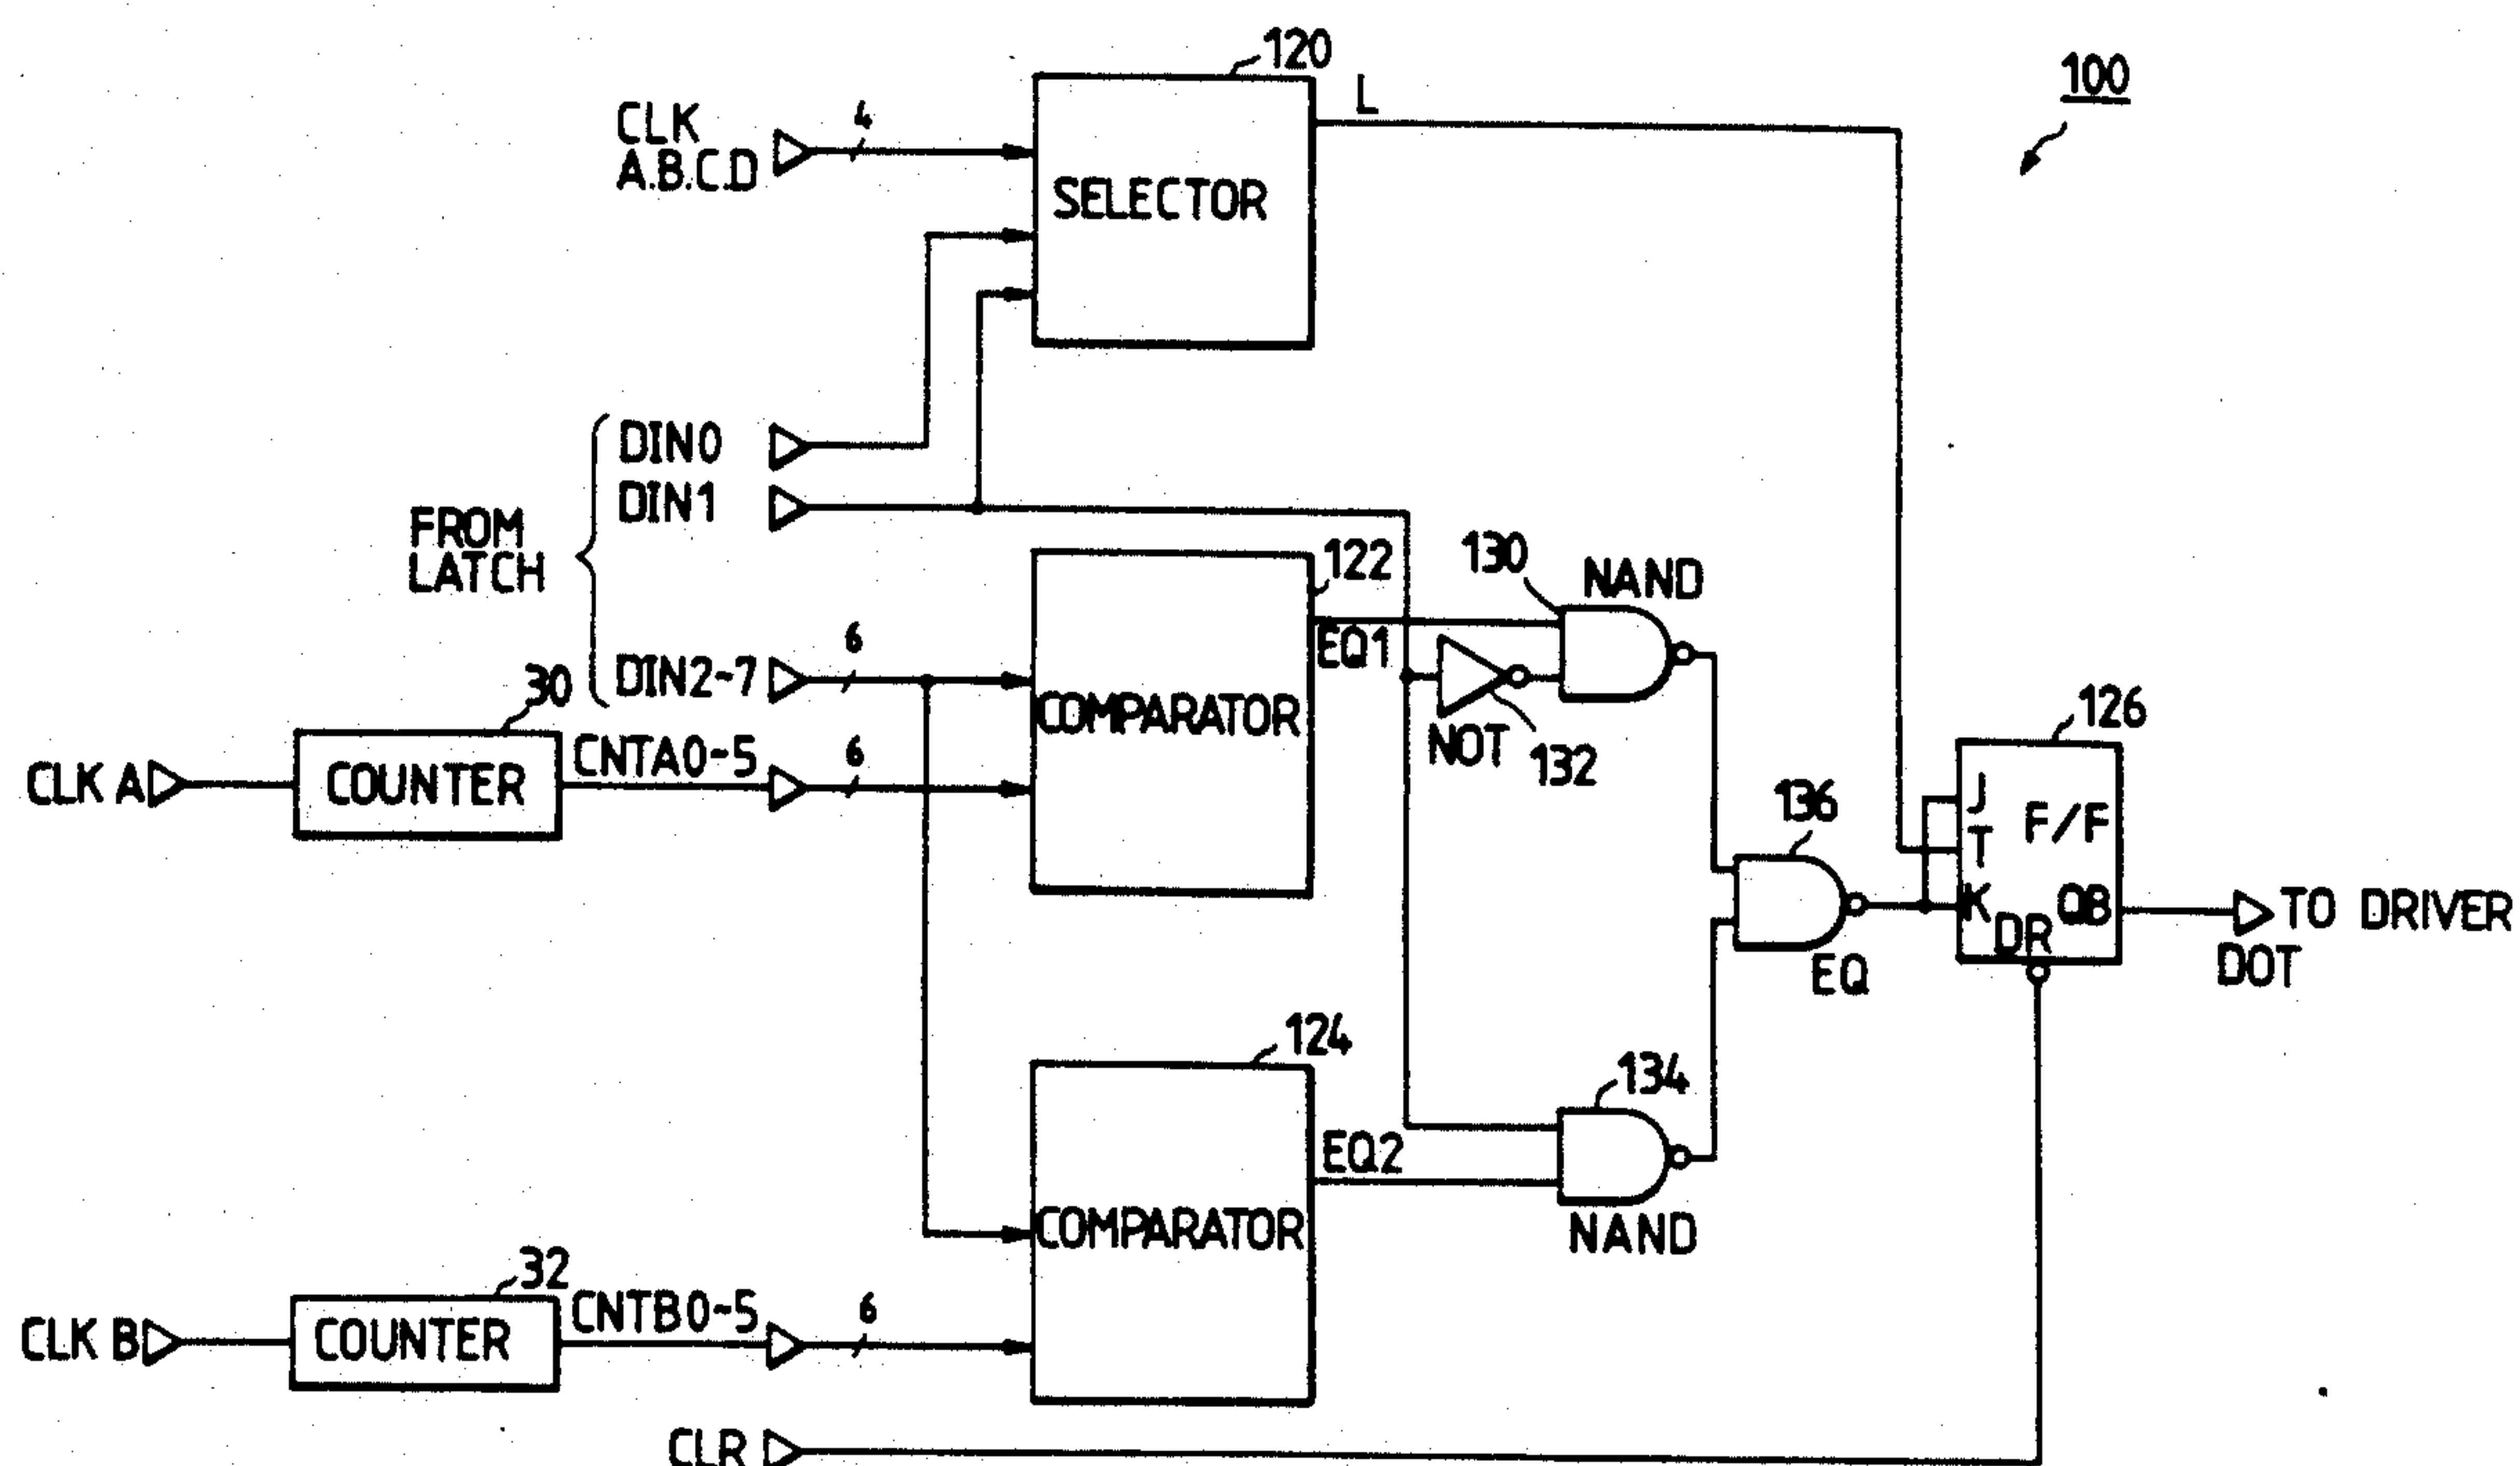 120
100
CLK
A.B.C.D
4
L
SELECTOR
DIN0
DIN1
FROM
LATCH
122
130
NAND
6
EQ1
DIN2-7
30
COMPARATOR
NOT
132
126
CNTA0-5
6
CLK A
COUNTER
136
J
F/F
T
K
QB
DR
TO DRIVER
DOT
EQ
124
134
EQ2
COMPARATOR
NAND
32
CNTB0-5
6
CLK B
COUNTER
CLR